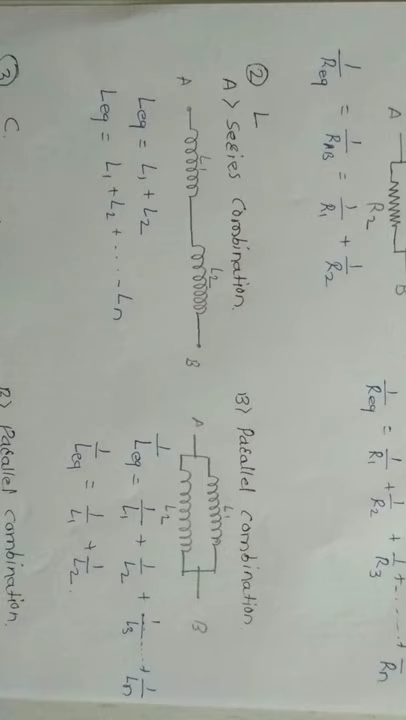 A
B
R2
1/Req = 1/RAB = 1/R1 + 1/R2
1/Req = 1/R1 + 1/R2 + 1/R3 + ...... + 1/Rn
② L
A> Series combination.
A
L1
L2
B
Leq = L1 + L2
Leq = L1 + L2 + ..... Ln
B) Parallel combination
A
L1
L2
B
1/Leq = 1/L1 + 1/L2 + 1/L3 ..... + 1/Ln
1/Leq = 1/L1 + 1/L2.
③ C.
B) Parallel combination.